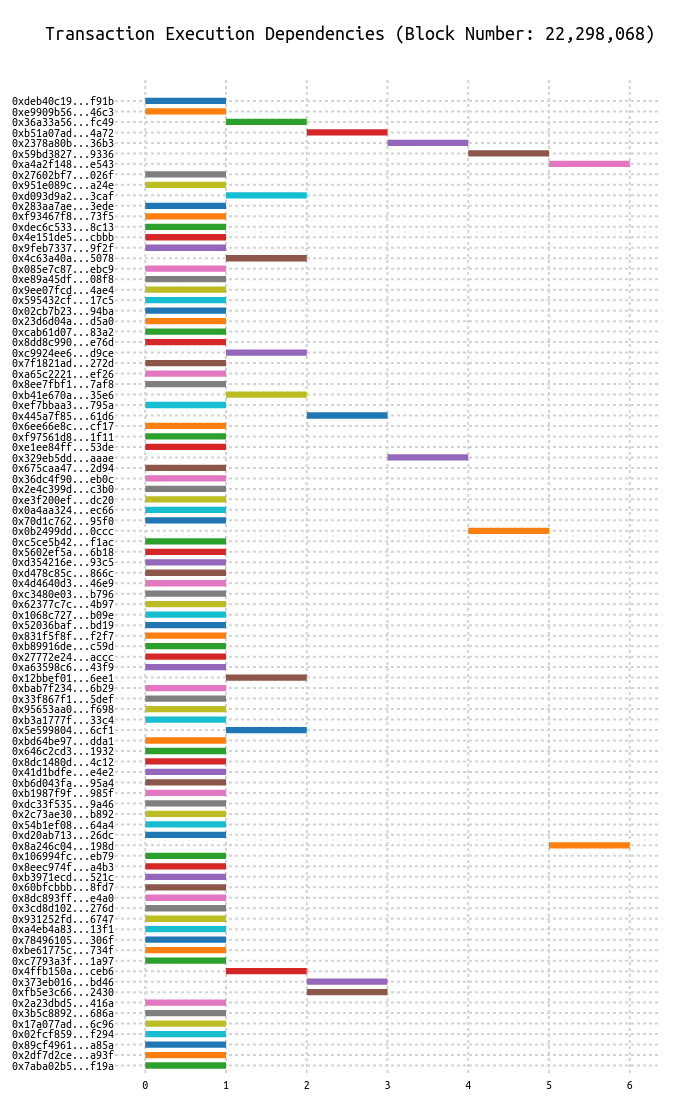 Transaction Execution Dependencies (Block Number: 22,298,068)
0xdeb40c19...f91b
0xe9909b56...46c3
0x36a33a56...fc49
0xb51a07ad...4a72
0x2378a80b...36b3
0x59bd3827...9336
0xa4a2f148...e543
0x27602bf7...026f
0x951e089c...a24e
0xd093d9a2...3caf
0x283aa7ae...3ede
0xf93467f8...73f5
0xdec6c533...8c13
0x4e151de5...cbbb
0x9feb7337...9f2f
0x4c63a40a...5078
0x085e7c87...ebc9
0xe89a45df...08f8
0x9ee07fcd...4ae4
0x595432cf...17c5
0x02cb7b23...94ba
0x23d6d04a...d5a0
0xcab61d07...83a2
0x8dd8c990...e76d
0xc9924ee6...d9ce
0x7f1821ad...272d
0xa65c2221...ef26
0x8ee7fbf1...7af8
0xb41e670a...35e6
0xef7bbaa3...795a
0x445a7f85...61d6
0x6ee66e8c...cf17
0xf97561d8...1f11
0xe1ee84ff...53de
0x329eb5dd...aaae
0x675caa47...2d94
0x36dc4f90...eb0c
0x2e4c399d...c3b0
0xe3f200ef...dc20
0x0a4aa324...ec66
0x70d1c762...95f0
0x0b2499dd...0ccc
0xc5ce5b42...f1ac
0x5602ef5a...6b18
0xd354216e...93c5
0xd478c85c...866c
0x4d4640d3...46e9
0xc3480e03...b796
0x62377c7c...4b97
0x1068c727...b09e
0x52036baf...bd19
0x831f5f8f...f2f7
0xb89916de...c59d
0x27772e24...accc
0xa63598c6...43f9
0x12bbef01...6ee1
0xbab7f234...6b29
0x33f867f1...5def
0x95653aa0...f698
0xb3a1777f...33c4
0x5e599804...6cf1
0xbd64be97...dda1
0x646c2cd3...1932
0x8dc1480d...4c12
0x41d1bdfe...e4e2
0xb6d043fa...95a4
0xb1987f9f...985f
0xdc33f535...9a46
0x2c73ae30...b892
0x54b1ef08...64a4
0xd20ab713...26dc
0x8a246c04...198d
0x106994fc...eb79
0x8eec974f...a4b3
0xb3971ecd...521c
0x60bfcbbb...8fd7
0x8dc893ff...e4a0
0x3cd8d102...276d
0x931252fd...6747
0xa4eb4a83...13f1
0x78496105...306f
0xbe61775c...734f
0xc7793a3f...1a97
0x4ffb150a...ceb6
0x373eb016...bd46
0xfb5e3c66...2430
0x2a23dbd5...416a
0x3b5c8892...686a
0x17a077ad...6c96
0x02fcf859...f294
0x89cf4961...a85a
0x2df7d2ce...a93f
0x7aba02b5...f19a
0 1 2 3 4 5 6